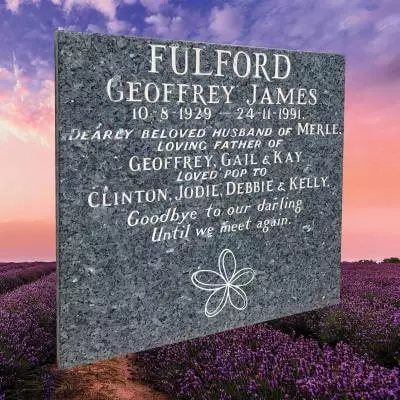 FULFORD
GEOFFREY JAMES
10-8-1929 — 24-11-1991.
DEARLY BELOVED HUSBAND OF MERLE.
LOVING FATHER OF
GEOFFREY, GAIL & KAY.
LOVED POP TO
CLINTON, JODIE, DEBBIE & KELLY.
Goodbye to our darling
Until we meet again.